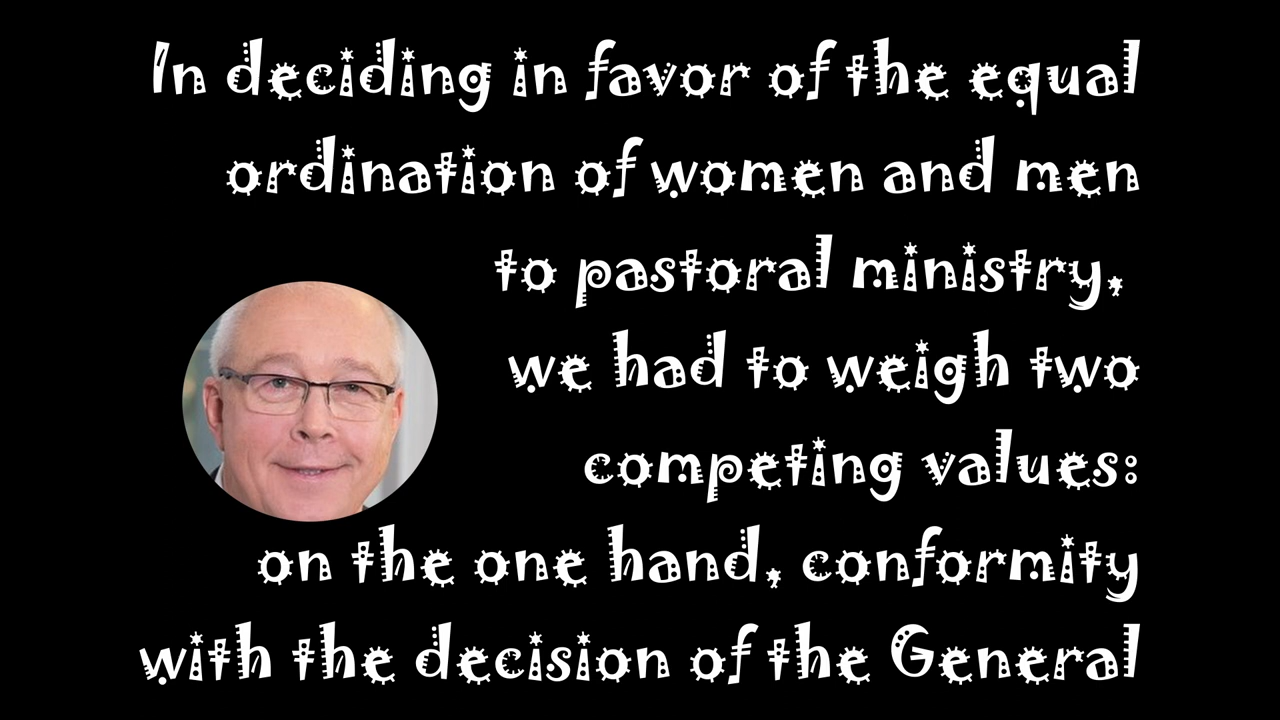 In deciding in favor of the equal
ordination of women and men
to pastoral ministry,
we had to weigh two
competing values:
on the one hand, conformity
with the decision of the General